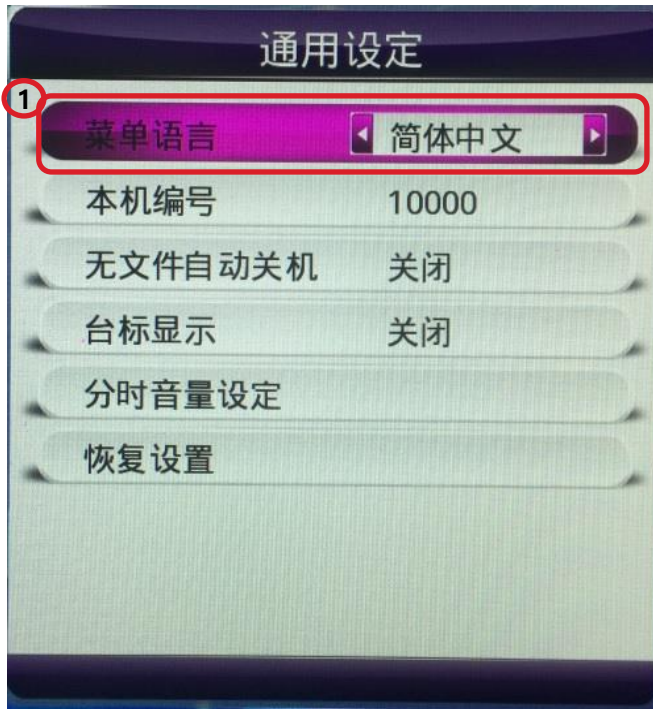 通用设定
1
菜单语言 简体中文
本机编号 10000
无文件自动关机 关闭
台标显示 关闭
分时音量设定
恢复设置